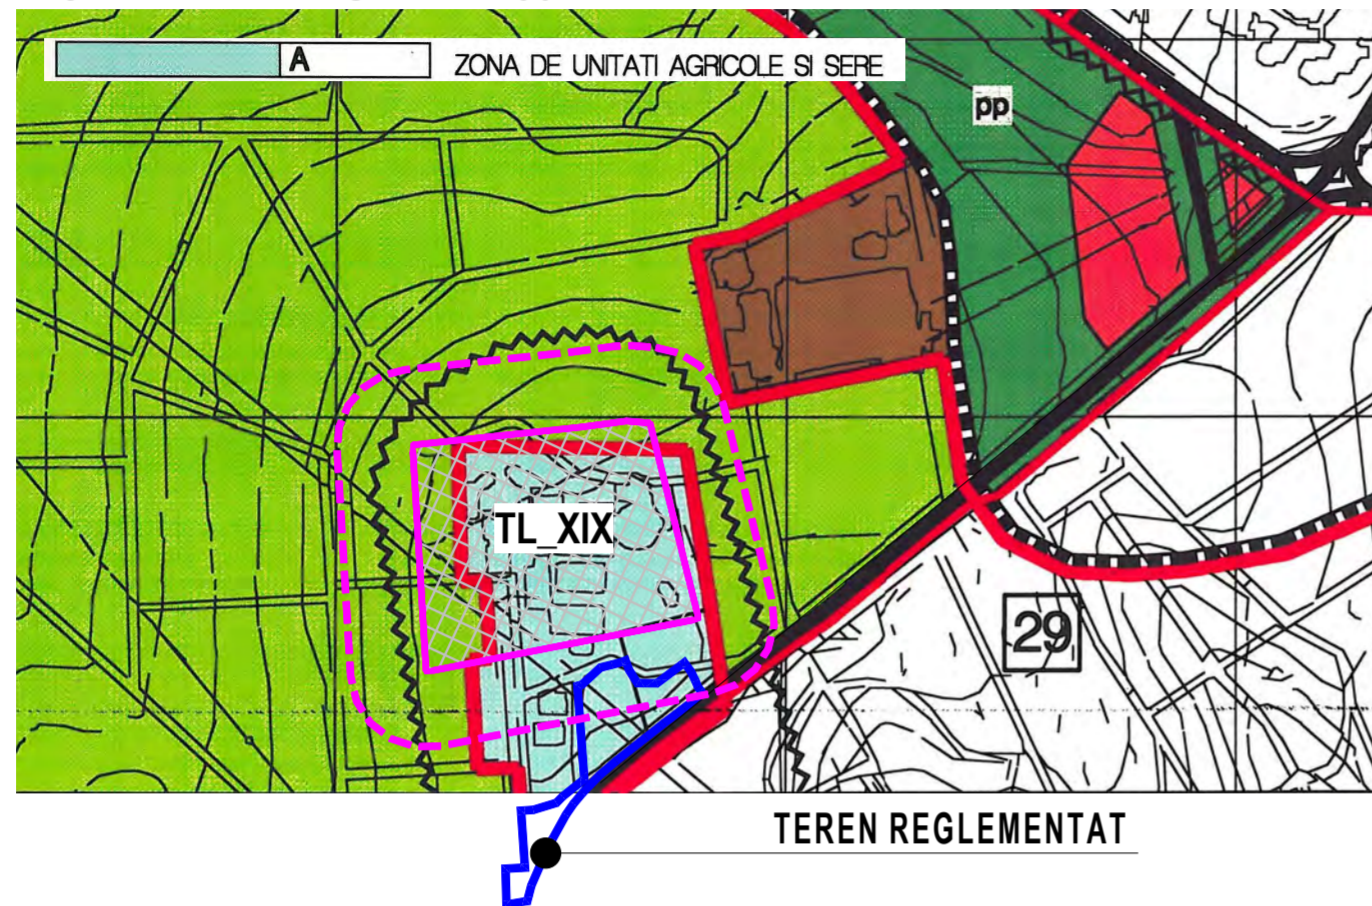 A ZONA DE UNITATI AGRICOLE SI SERE
pp
TL_XIX
29
TEREN REGLEMENTAT